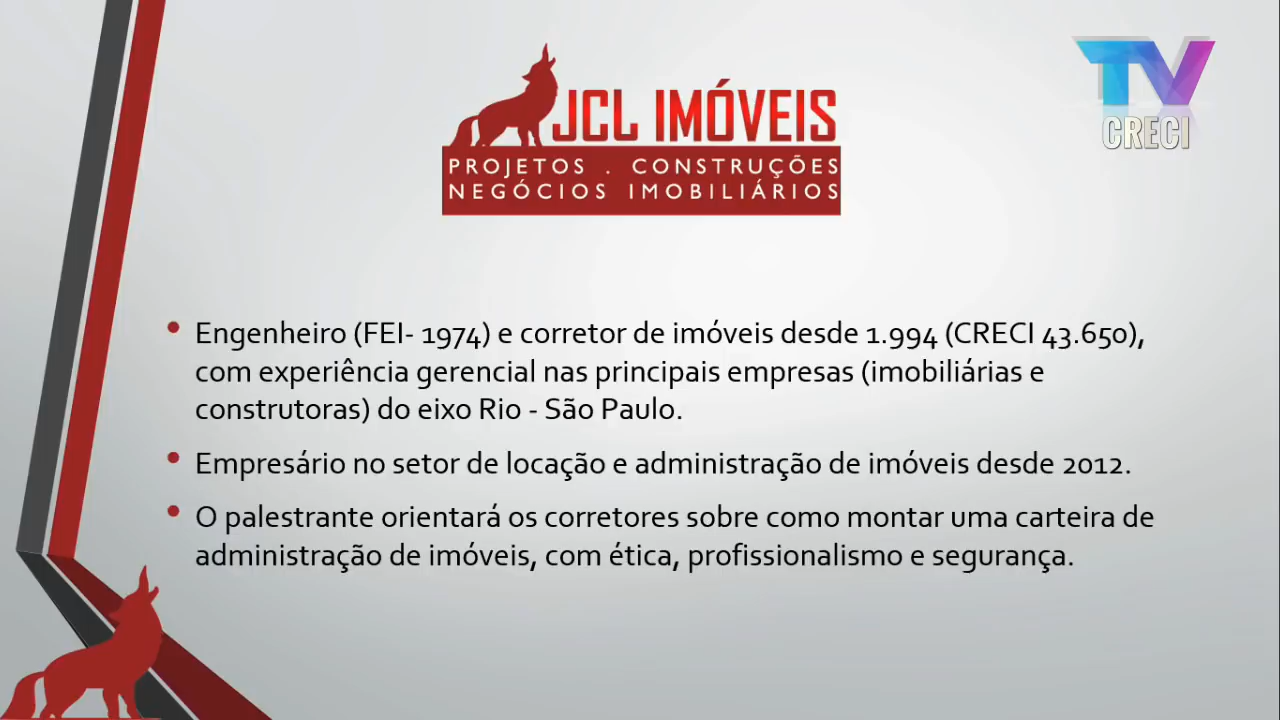 JCL IMÓVEIS
PROJETOS . CONSTRUÇÕES
NEGÓCIOS IMOBILIÁRIOS
TV
CRECI
• Engenheiro (FEI- 1974) e corretor de imóveis desde 1.994 (CRECI 43.650),
com experiência gerencial nas principais empresas (imobiliárias e
construtoras) do eixo Rio - São Paulo.
• Empresário no setor de locação e administração de imóveis desde 2012.
• O palestrante orientará os corretores sobre como montar uma carteira de
administração de imóveis, com ética, profissionalismo e segurança.